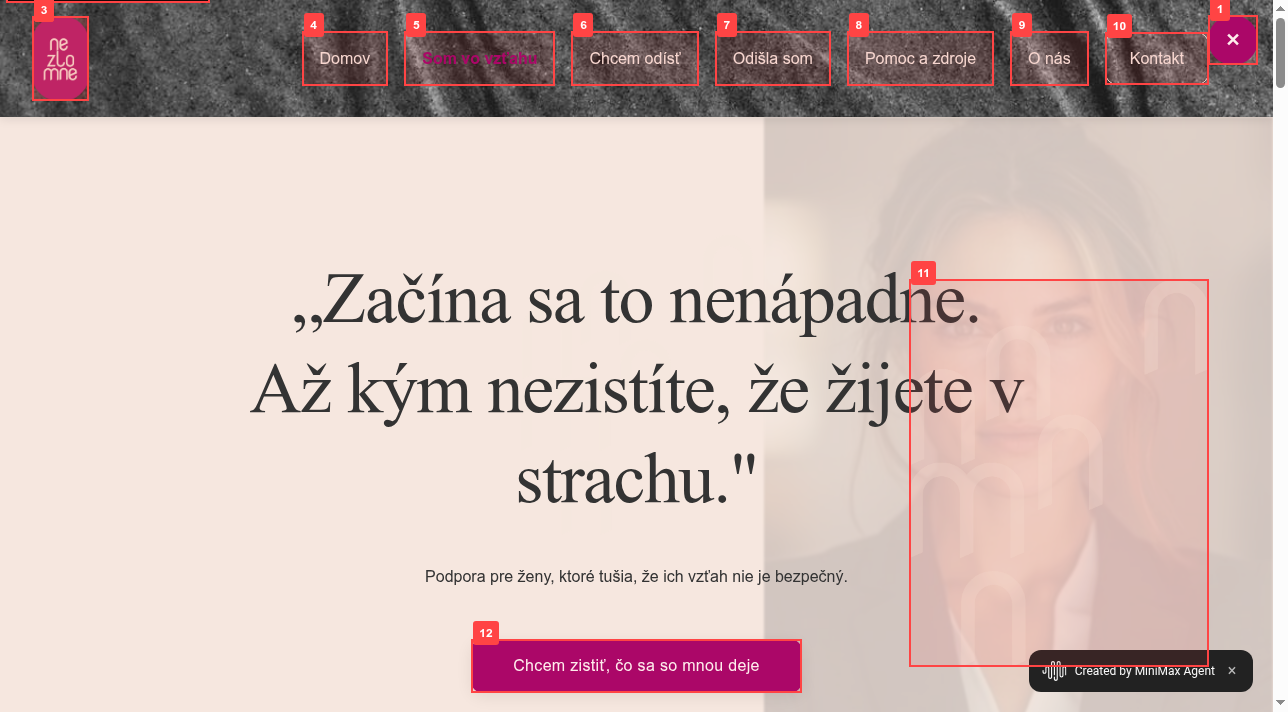 3
4
5
6
7
8
9
10
1
ne
zlo
mne
Domov
Som vo vzťahu
Chcem odísť
Odišla som
Pomoc a zdroje
O nás
Kontakt
×
11
„Začína sa to nenápadne.
Až kým nezistíte, že žijete v
strachu."
Podpora pre ženy, ktoré tušia, že ich vzťah nie je bezpečný.
12
Chcem zistiť, čo sa so mnou deje
Created by MiniMax Agent ×